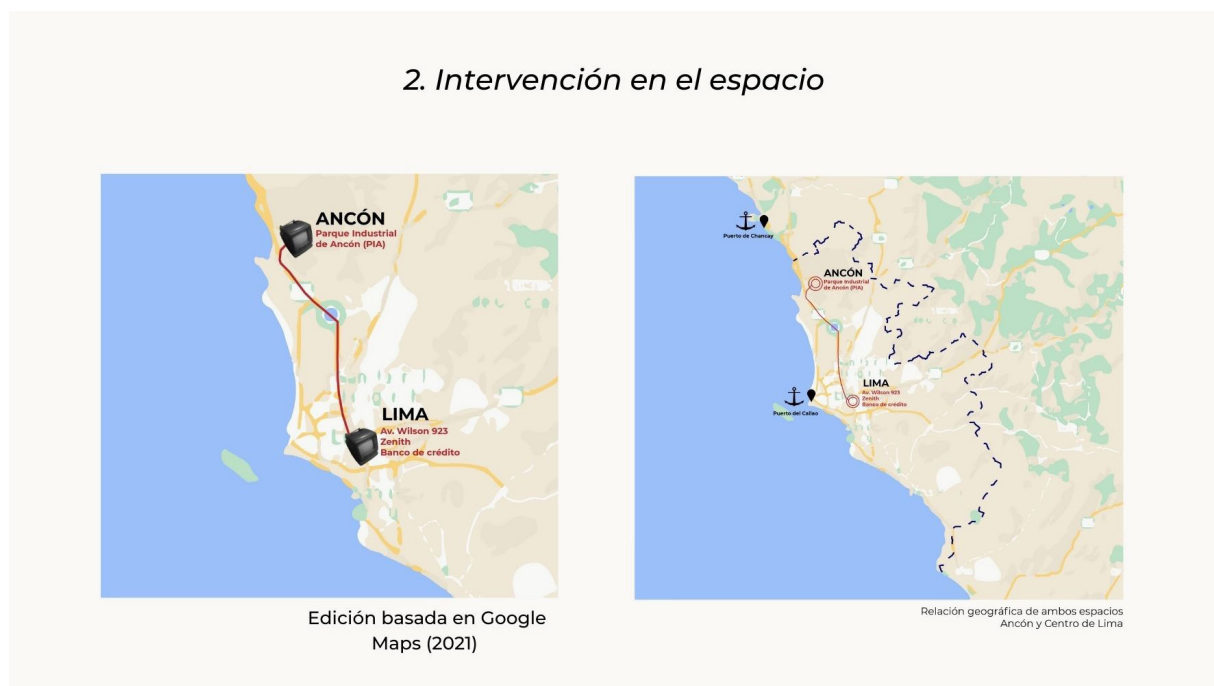 2. Intervención en el espacio
ANCÓN
Parque Industrial
de Ancón (PIA)
LIMA
Av. Wilson 923
Zenith
Banco de crédito
Edición basada en Google
Maps (2021)
Puerto de Chancay
ANCÓN
Parque Industrial
de Ancón (PIA)
LIMA
Av. Wilson 923
Zenith
Banco de crédito
Puerto del Callao
Relación geográfica de ambos espacios
Ancón y Centro de Lima